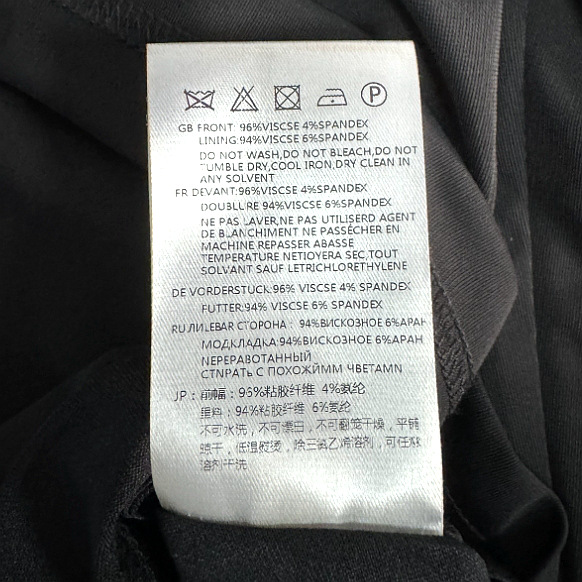 P
GB FRONT: 96%VISCSE 4%SPANDEX
LINING:94%VISCSE 6%SPANDEX
DO NOT WASH,DO NOT BLEACH,DO NOT
TUMBLE DRY,COOL IRON,DRY CLEAN IN
ANY SOLVENT
FR DEVANT:96%VISCSE 4%SPANDEX
DOUBLURE 94%VISCSE 6%SPANDEX
NE PAS LAVER,NE PAS UTILISERD AGENT
DE BLANCHIMENT NE PASSÉCHER EN
MACHINE REPASSER ABASSE
TEMPERATURE NETIOYERA SEC,TOUT
SOLVANT SAUF LETRICHLORETHYLENE
DE VORDERSTUCK:96% VISCSE 4% SPANDEX
FUTTER:94% VISCSE 6% SPANDEX
RU ЛИЦЕВАЯ СТОРОНА: 94%ВИСКОЗНОЕ 6%АРАН
МОДКЛАДКА:94%ВИСКОЗНОЕ 6%АРАН
NЕРЕРАВОТАННЫЙ
СТNРАТЬ С ПОХОЖЙММ ЧВЕТАМN
JP：前幅：96%粘胶纤维 4%氨纶
里料：94%粘胶纤维 6%氨纶
不可水洗，不可漂白，不可翻笼干燥，平铺
晾干，低温熨烫，除三氯乙烯溶剂，可任意
溶剂干洗